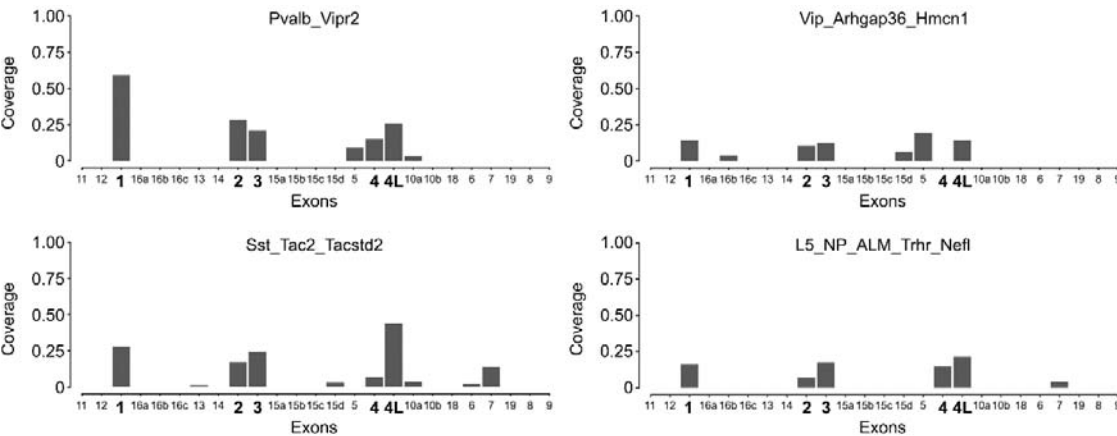 Pvalb_Vipr2
1.00
0.75
0.50
0.25
0
Coverage
11 12 1 16a 16b 16c 13 14 2 3 15a 15b 15c 15d 5 4 4L 10a 10b 18 6 7 19 8 9
Exons
Vip_Arhgap36_Hmcn1
1.00
0.75
0.50
0.25
0
Coverage
11 12 1 16a 16b 16c 13 14 2 3 15a 15b 15c 15d 5 4 4L 10a 10b 18 6 7 19 8 9
Exons
Sst_Tac2_Tacstd2
1.00
0.75
0.50
0.25
0
Coverage
11 12 1 16a 16b 16c 13 14 2 3 15a 15b 15c 15d 5 4 4L 10a 10b 18 6 7 19 8 9
Exons
L5_NP_ALM_Trhr_Nefl
1.00
0.75
0.50
0.25
0
Coverage
11 12 1 16a 16b 16c 13 14 2 3 15a 15b 15c 15d 5 4 4L 10a 10b 18 6 7 19 8 9
Exons